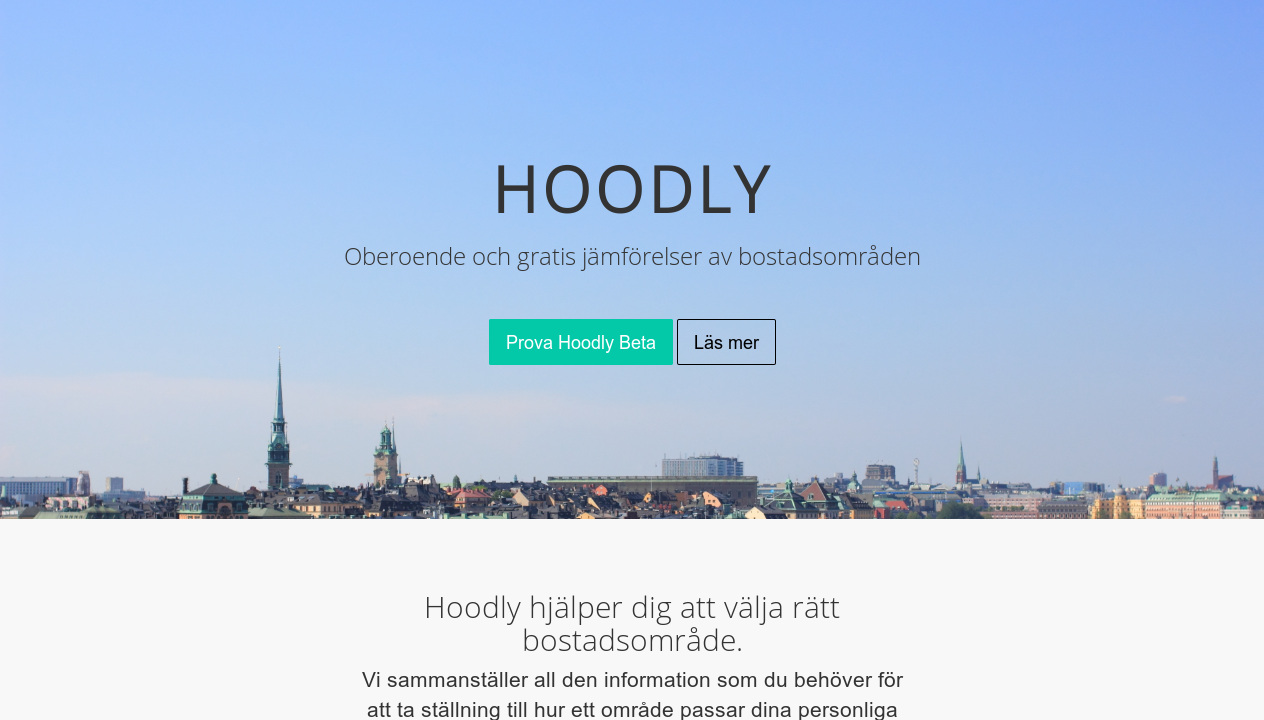 HOODLY
Oberoende och gratis jämförelser av bostadsområden
Prova Hoodly Beta
Läs mer
Hoodly hjälper dig att välja rätt
bostadsområde.
Vi sammanställer all den information som du behöver för
att ta ställning till hur ett område passar dina personliga